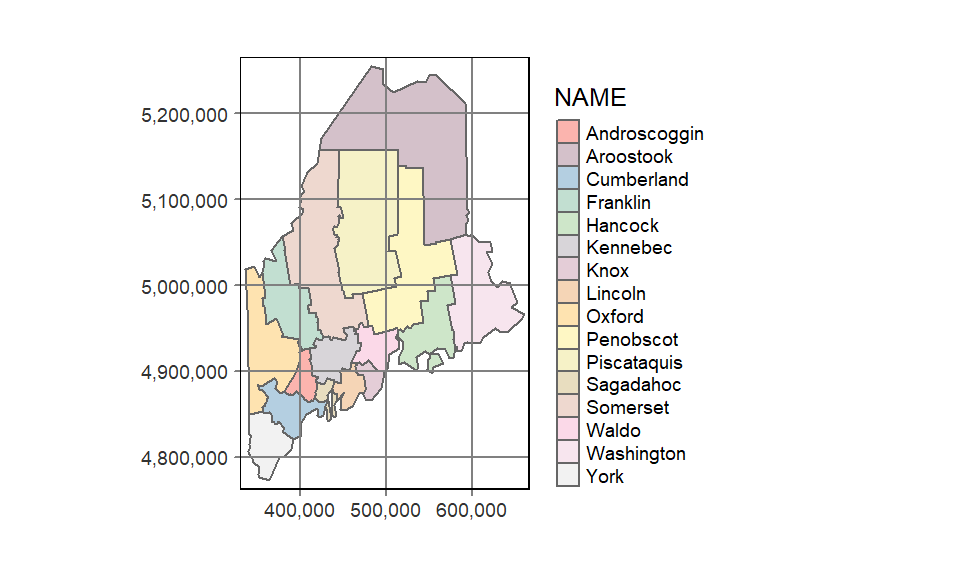 NAME
Androscoggin
Aroostook
Cumberland
Franklin
Hancock
Kennebec
Knox
Lincoln
Oxford
Penobscot
Piscataquis
Sagadahoc
Somerset
Waldo
Washington
York
5,200,000
5,100,000
5,000,000
4,900,000
4,800,000
400,000 500,000 600,000